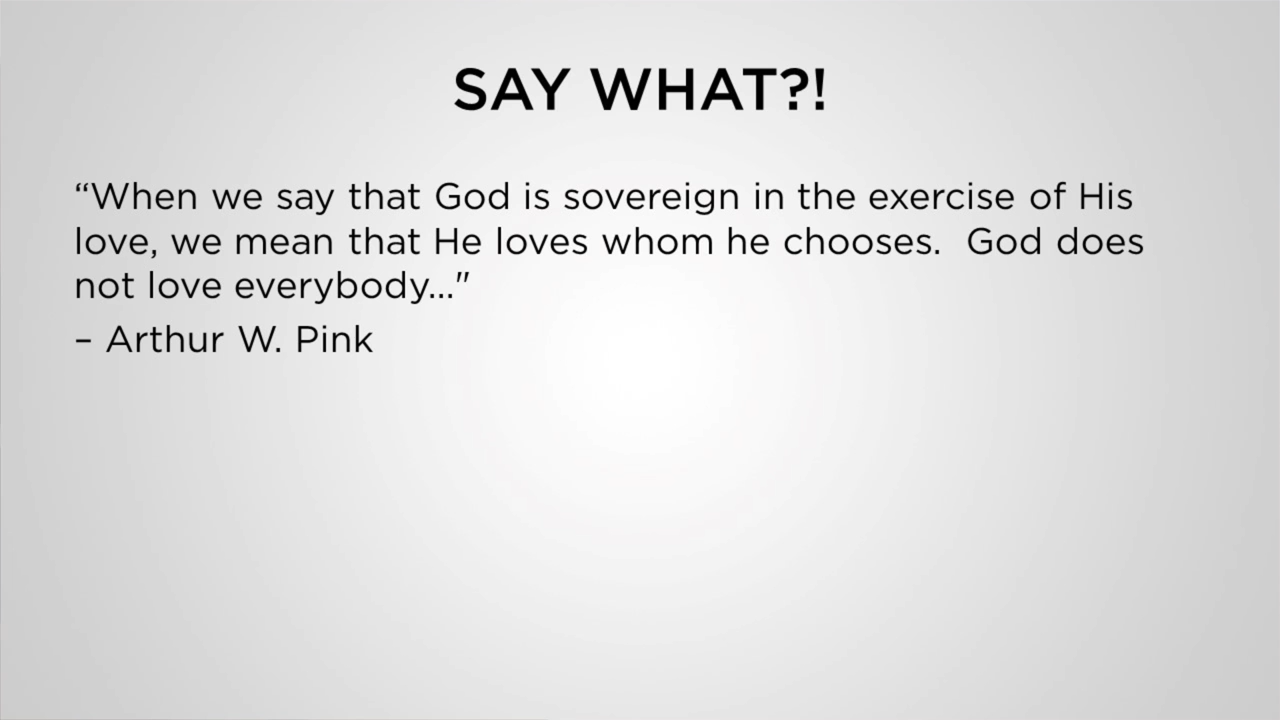 SAY WHAT?!
“When we say that God is sovereign in the exercise of His
love, we mean that He loves whom he chooses.  God does
not love everybody..."
– Arthur W. Pink